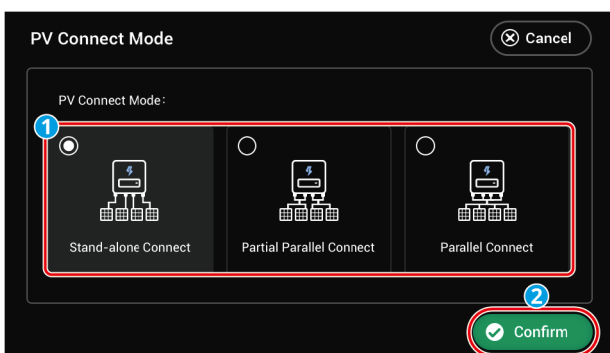 PV Connect Mode
Cancel
PV Connect Mode:
1
Stand-alone Connect
Partial Parallel Connect
Parallel Connect
2
Confirm